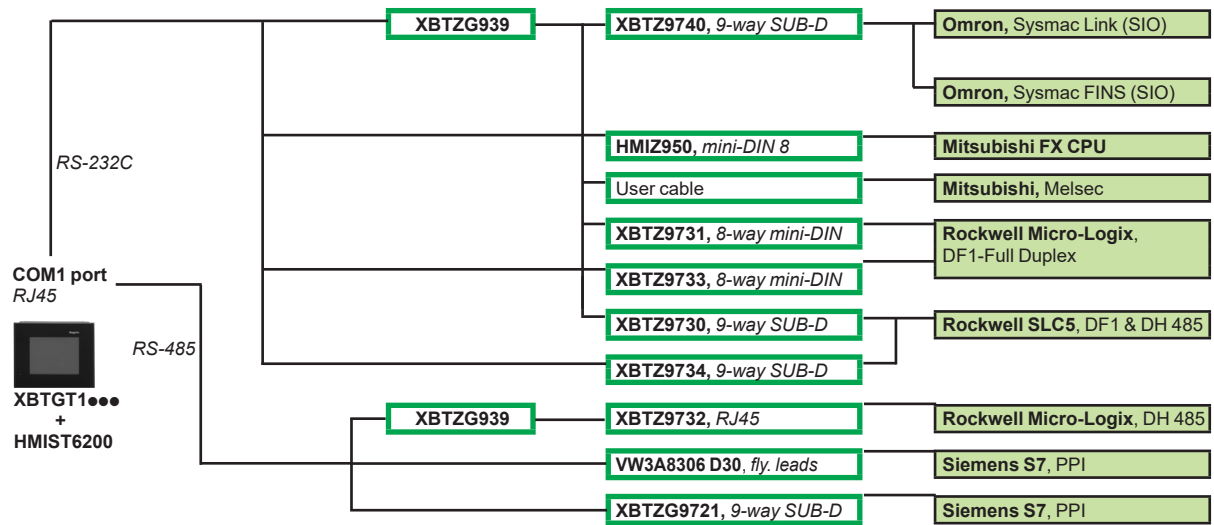 XBTZG939
XBTZ9740, 9-way SUB-D
Omron, Sysmac Link (SIO)
Omron, Sysmac FINS (SIO)
RS-232C
HMIZ950, mini-DIN 8
Mitsubishi FX CPU
User cable
Mitsubishi, Melsec
XBTZ9731, 8-way mini-DIN
Rockwell Micro-Logix,
DF1-Full Duplex
XBTZ9733, 8-way mini-DIN
COM1 port
RJ45
XBTZ9730, 9-way SUB-D
Rockwell SLC5, DF1 & DH 485
RS-485
XBTZ9734, 9-way SUB-D
XBTGT1●●●
+
HMIST6200
XBTZG939
XBTZ9732, RJ45
Rockwell Micro-Logix, DH 485
VW3A8306 D30, fly. leads
Siemens S7, PPI
XBTZG9721, 9-way SUB-D
Siemens S7, PPI